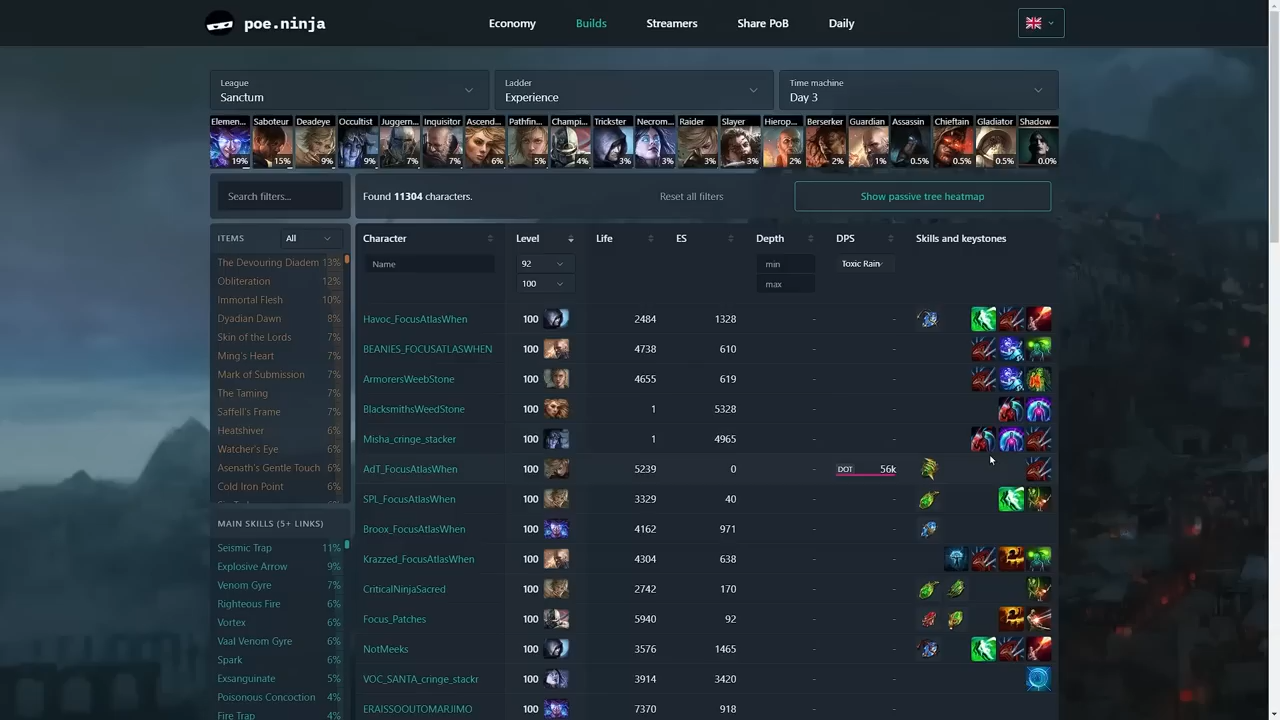 poe.ninja
Economy
Builds
Streamers
Share PoB
Daily
League
Sanctum
Ladder
Experience
Time machine
Day 3
Elemen... Saboteur Deadeye Occultist Juggern... Inquisitor Ascend... Pathfin... Champi... Trickster Necrom... Raider Slayer Hierop... Berserker Guardian Assassin Chieftain Gladiator Shadow
19% 15% 9% 9% 7% 7% 6% 5% 4% 3% 3% 3% 3% 2% 2% 1% 0.5% 0.5% 0.5% 0.0%
Search filters...
Found 11304 characters.
Reset all filters
Show passive tree heatmap
ITEMS
All
The Devouring Diadem 13%
Obliteration 12%
Immortal Flesh 10%
Dyadian Dawn 8%
Skin of the Lords 7%
Ming's Heart 7%
Mark of Submission 7%
The Taming 7%
Saffell's Frame 7%
Heatshiver 6%
Watcher's Eye 6%
Asenath's Gentle Touch 6%
Cold Iron Point 6%
MAIN SKILLS (5+ LINKS)
Seismic Trap 11%
Explosive Arrow 9%
Venom Gyre 7%
Righteous Fire 6%
Vortex 6%
Vaal Venom Gyre 6%
Spark 6%
Exsanguinate 5%
Poisonous Concoction 4%
Fire Trap 4%
Character Level Life ES Depth DPS Skills and keystones
Name 92 min Toxic Rain
100 max
Havoc_FocusAtlasWhen 100 2484 1328 - -
BEANIES_FOCUSATLASWHEN 100 4738 610 - -
ArmorersWeebStone 100 4655 619 - -
BlacksmithsWeedStone 100 1 5328 - -
Misha_cringe_stacker 100 1 4965 - -
AdT_FocusAtlasWhen 100 5239 0 - DOT 56k
SPL_FocusAtlasWhen 100 3329 40 - -
Broox_FocusAtlasWhen 100 4162 971 - -
Krazzed_FocusAtlasWhen 100 4304 638 - -
CriticalNinjaSacred 100 2742 170 - -
Focus_Patches 100 5940 92 - -
NotMeeks 100 3576 1465 - -
VOC_SANTA_cringe_stackr 100 3914 3420 - -
ERAISSOOUTOMARJIMO 100 7370 918 - -